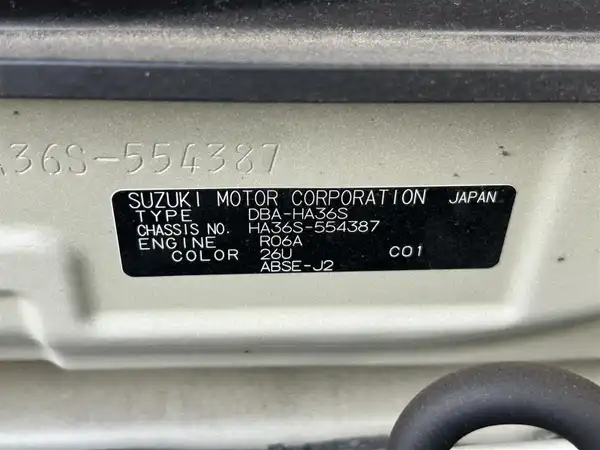 A36S-554387
SUZUKI MOTOR CORPORATION JAPAN
TYPE DBA-HA36S
CHASSIS NO. HA36S-554387
ENGINE R06A
COLOR 26U C01
ABSE-J2